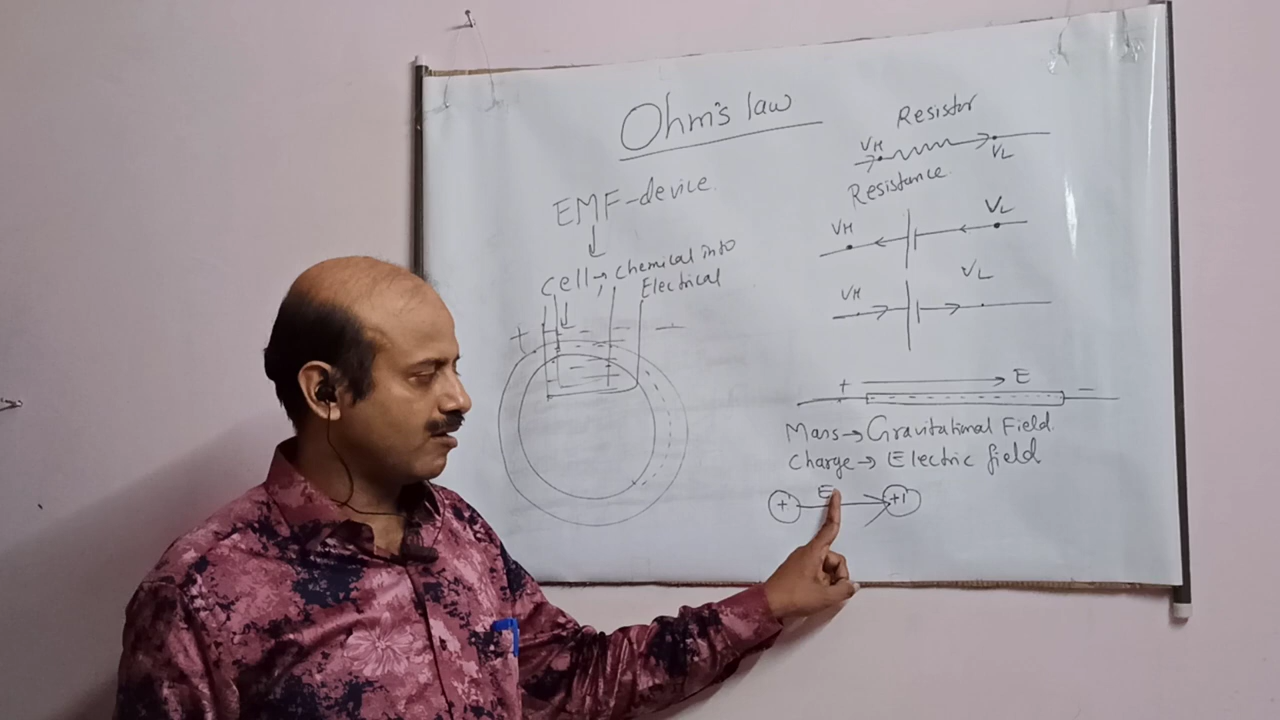 Ohm's law
EMF-device.
Cell → Chemical into
Electrical
+ -
Resistor
VH VL
Resistance.
VH VL
VH VL
+ E -
Mass → Gravitational Field.
Charge → Electric field
+ E +1